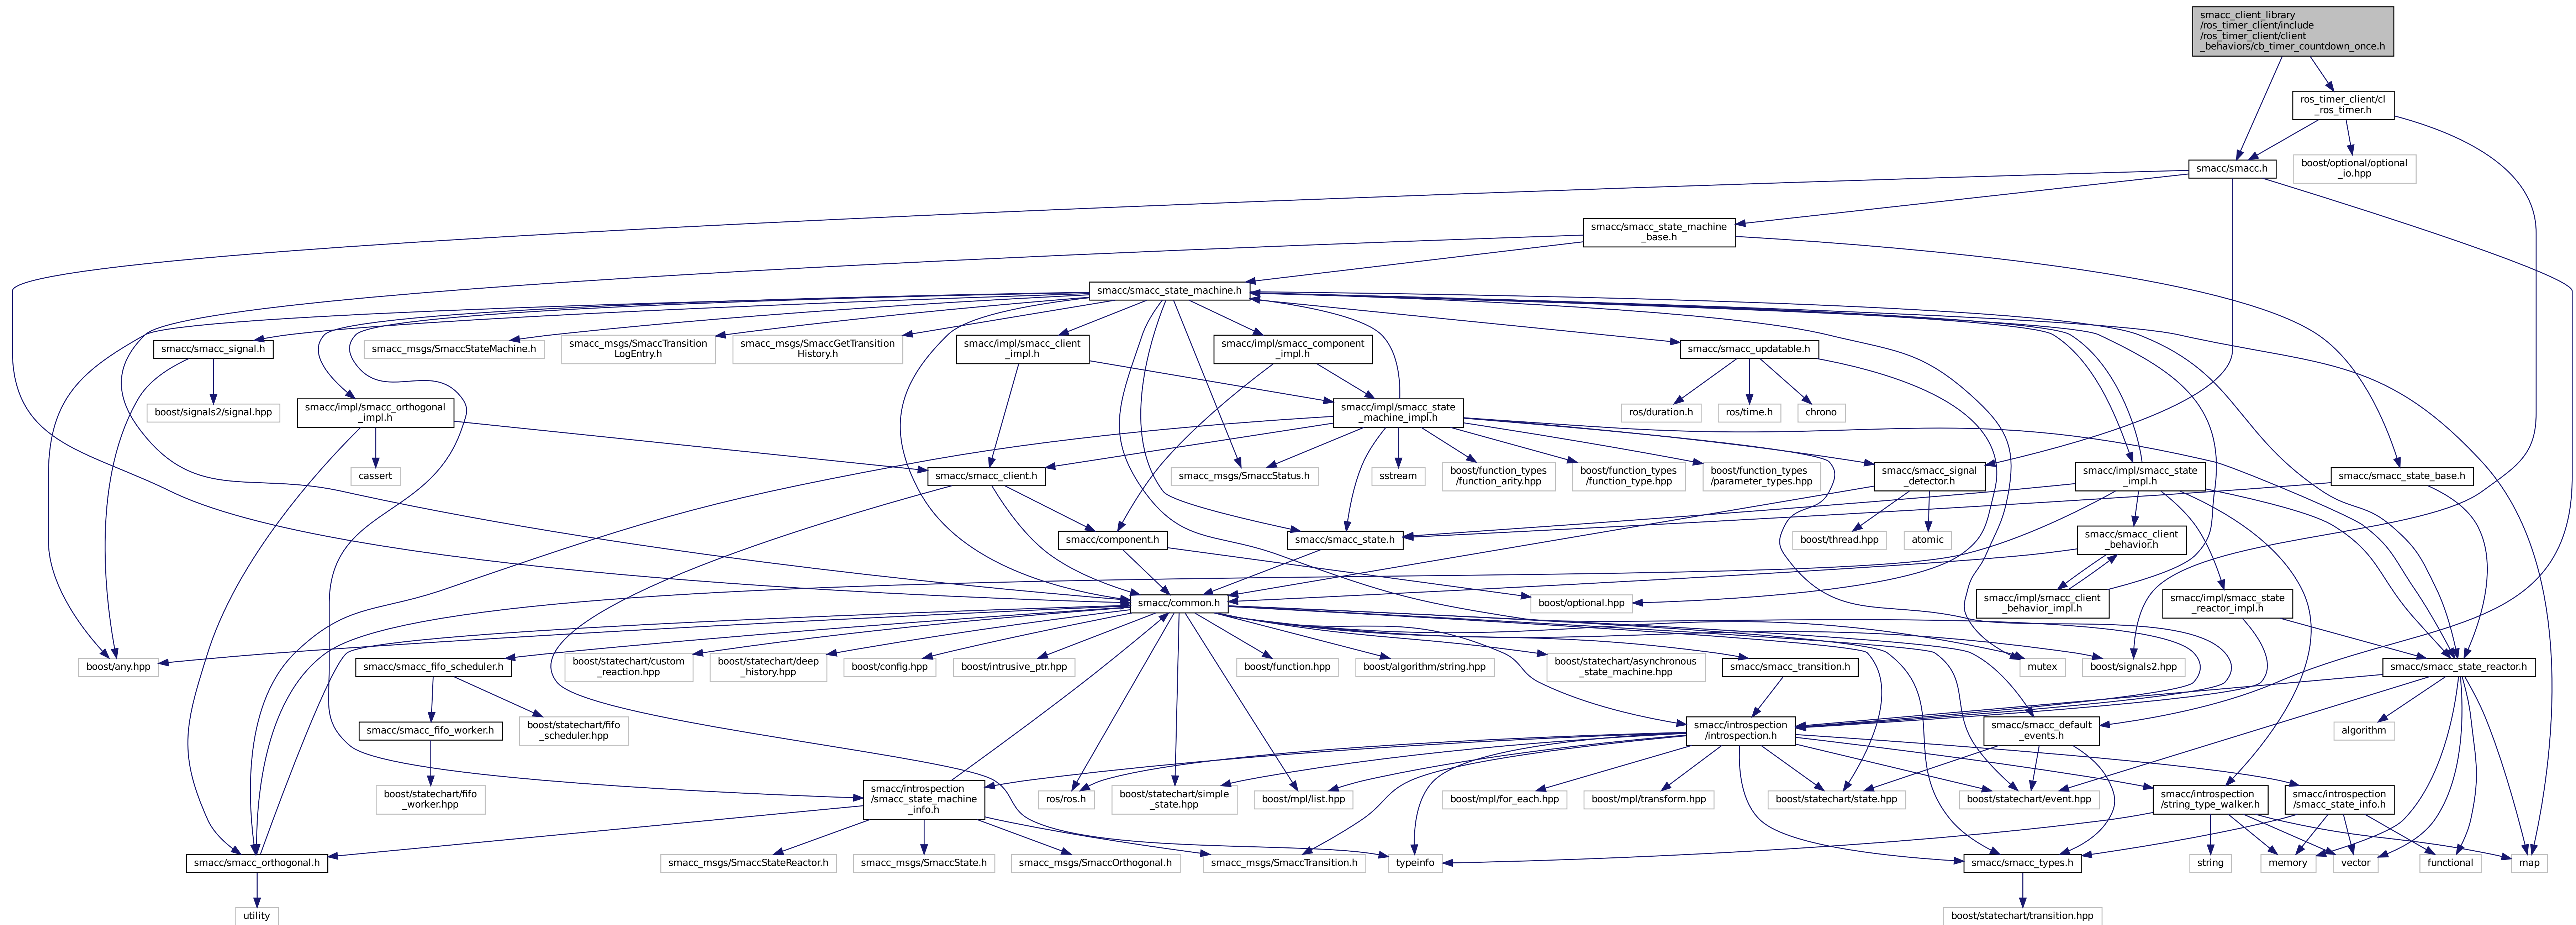 smacc_client_library
/ros_timer_client/include
/ros_timer_client/client
_behaviors/cb_timer_countdown_once.h
ros_timer_client/cl
_ros_timer.h
smacc/smacc.h
boost/optional/optional
_io.hpp
smacc/smacc_state_machine
_base.h
smacc/smacc_state_machine.h
smacc/smacc_signal.h
smacc_msgs/SmaccStateMachine.h
smacc_msgs/SmaccTransition
LogEntry.h
smacc_msgs/SmaccGetTransition
History.h
smacc/impl/smacc_client
_impl.h
smacc/impl/smacc_component
_impl.h
smacc/smacc_updatable.h
boost/signals2/signal.hpp
smacc/impl/smacc_orthogonal
_impl.h
smacc/impl/smacc_state
_machine_impl.h
ros/duration.h
ros/time.h
chrono
cassert
smacc/smacc_client.h
smacc_msgs/SmaccStatus.h
sstream
boost/function_types
/function_arity.hpp
boost/function_types
/function_type.hpp
boost/function_types
/parameter_types.hpp
smacc/smacc_signal
_detector.h
smacc/impl/smacc_state
_impl.h
smacc/smacc_state_base.h
smacc/component.h
smacc/smacc_state.h
boost/thread.hpp
atomic
smacc/smacc_client
_behavior.h
smacc/common.h
boost/optional.hpp
smacc/impl/smacc_client
_behavior_impl.h
smacc/impl/smacc_state
_reactor_impl.h
boost/any.hpp
smacc/smacc_fifo_scheduler.h
boost/statechart/custom
_reaction.hpp
boost/statechart/deep
_history.hpp
boost/config.hpp
boost/intrusive_ptr.hpp
boost/function.hpp
boost/algorithm/string.hpp
boost/statechart/asynchronous
_state_machine.hpp
smacc/smacc_transition.h
mutex
boost/signals2.hpp
smacc/smacc_state_reactor.h
smacc/smacc_fifo_worker.h
boost/statechart/fifo
_scheduler.hpp
smacc/introspection
/introspection.h
smacc/smacc_default
_events.h
algorithm
boost/statechart/fifo
_worker.hpp
smacc/introspection
/smacc_state_machine
_info.h
ros/ros.h
boost/statechart/simple
_state.hpp
boost/mpl/list.hpp
boost/mpl/for_each.hpp
boost/mpl/transform.hpp
boost/statechart/state.hpp
boost/statechart/event.hpp
smacc/introspection
/string_type_walker.h
smacc/introspection
/smacc_state_info.h
smacc/smacc_orthogonal.h
smacc_msgs/SmaccStateReactor.h
smacc_msgs/SmaccState.h
smacc_msgs/SmaccOrthogonal.h
smacc_msgs/SmaccTransition.h
typeinfo
smacc/smacc_types.h
string
memory
vector
functional
map
utility
boost/statechart/transition.hpp